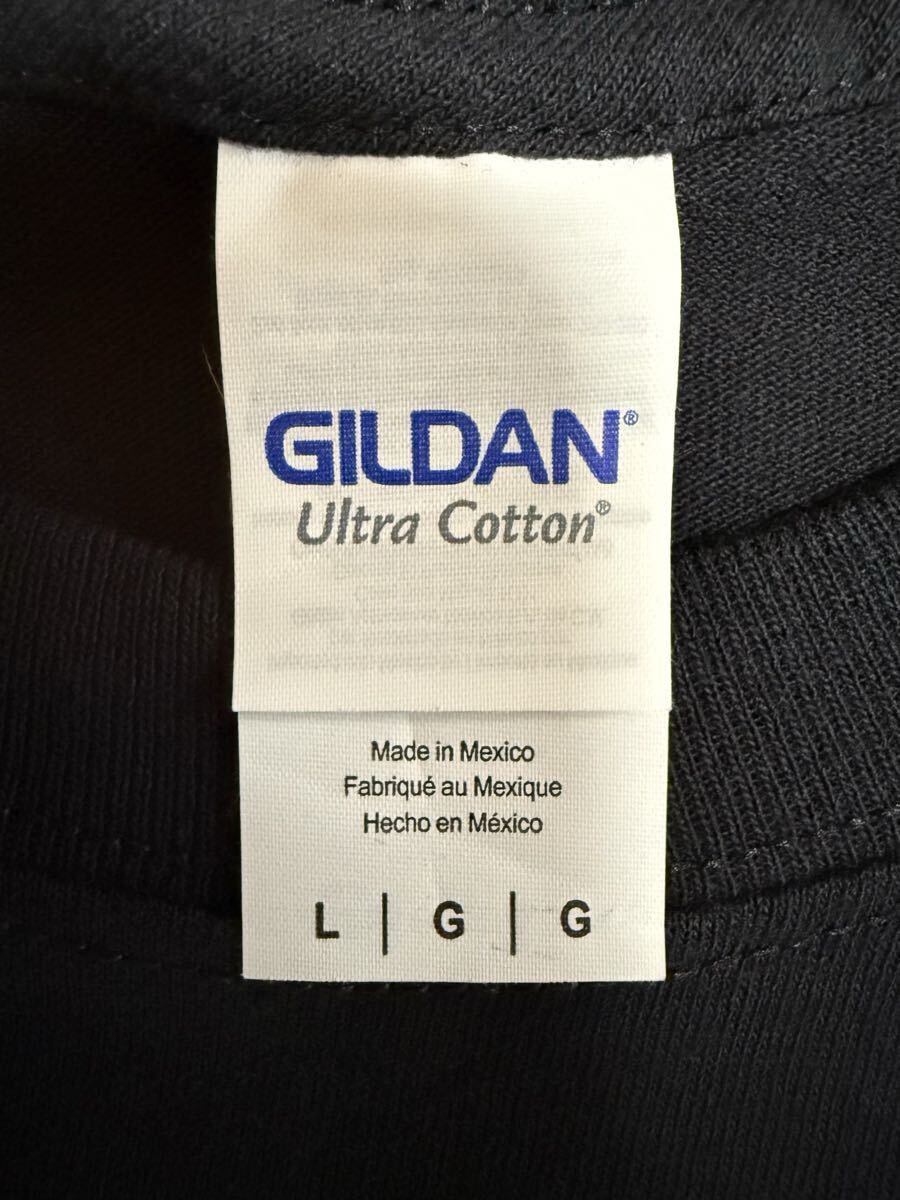 GILDAN®
Ultra Cotton®
Made in Mexico
Fabriqué au Mexique
Hecho en México
L | G | G